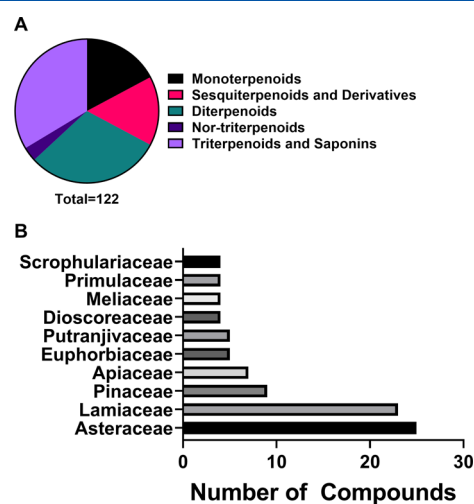 A
Monoterpenoids
Sesquiterpenoids and Derivatives
Diterpenoids
Nor-triterpenoids
Triterpenoids and Saponins
Total=122
B
Scrophulariaceae
Primulaceae
Meliaceae
Dioscoreaceae
Putranjivaceae
Euphorbiaceae
Apiaceae
Pinaceae
Lamiaceae
Asteraceae
0 10 20 30
Number of Compounds